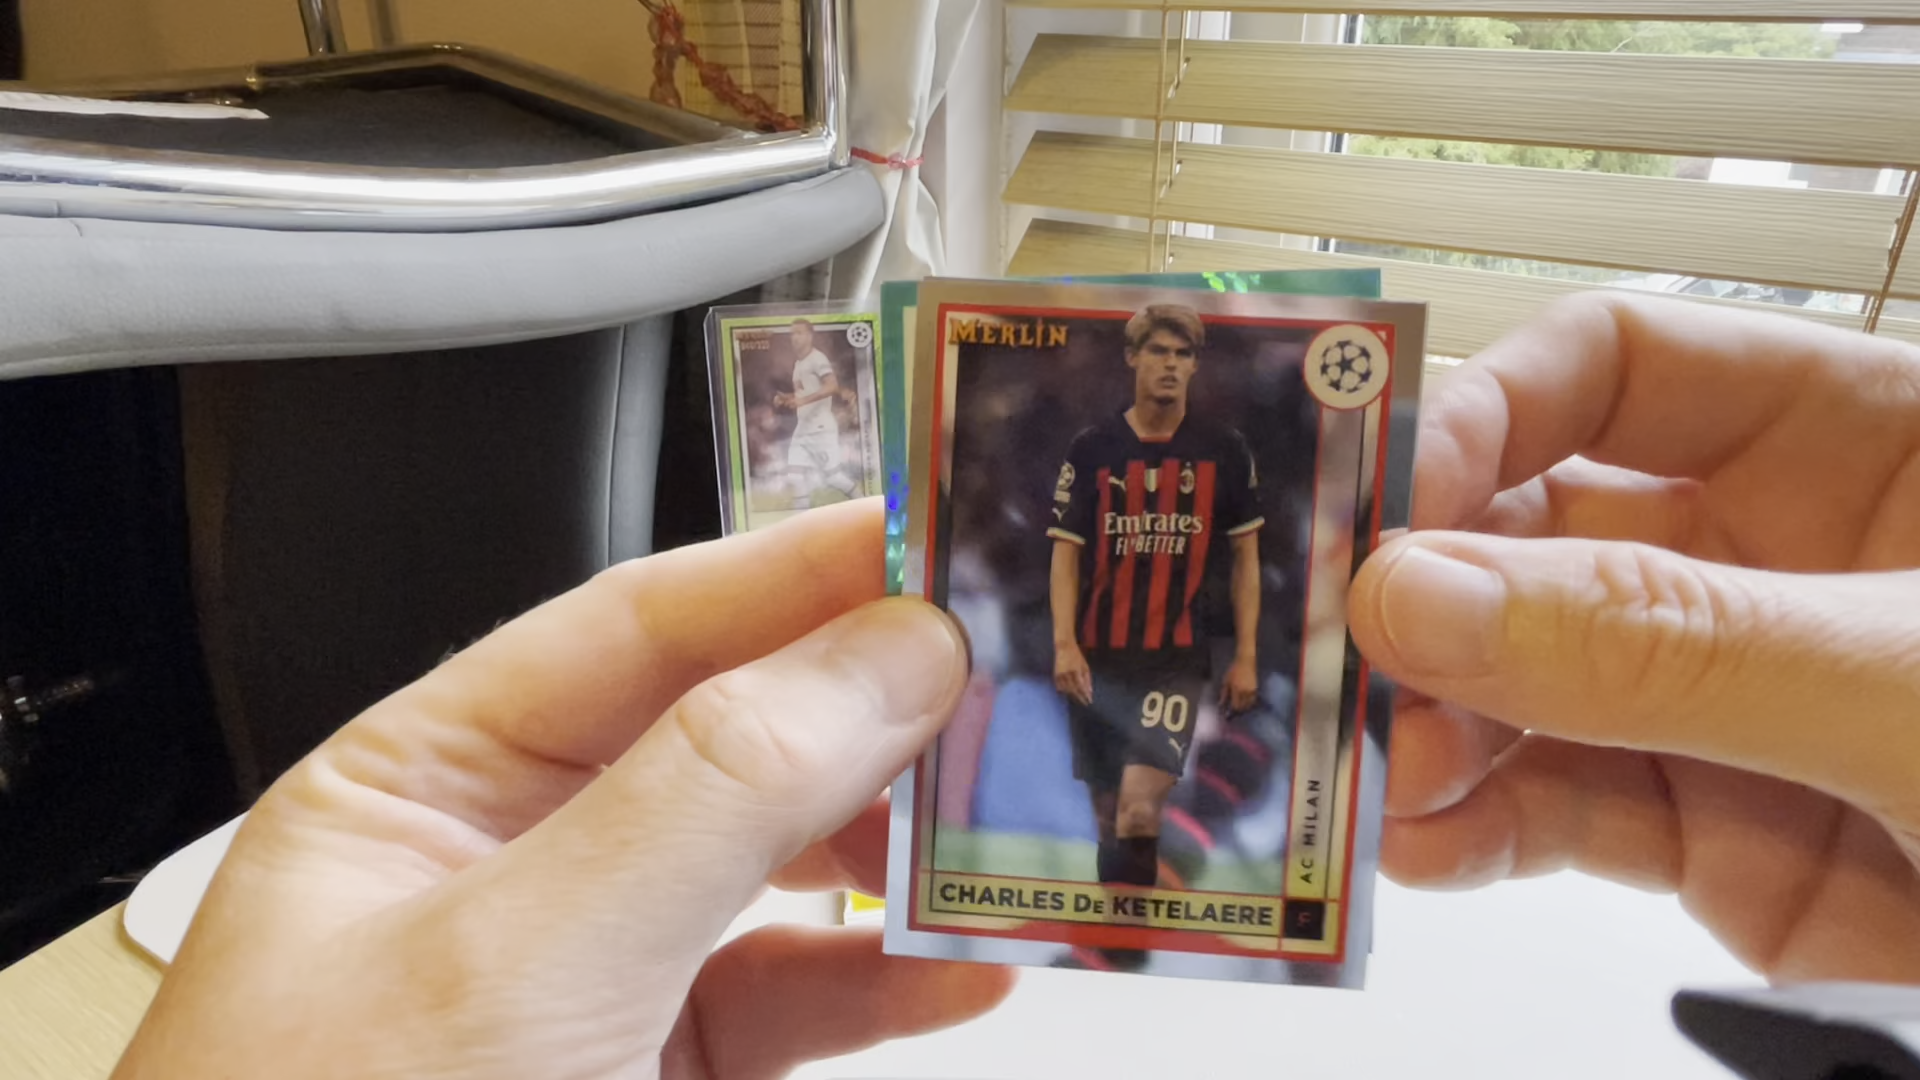 MERLIN
Emirates
FLY BETTER
90
AC MILAN
CHARLES DE KETELAERE
F